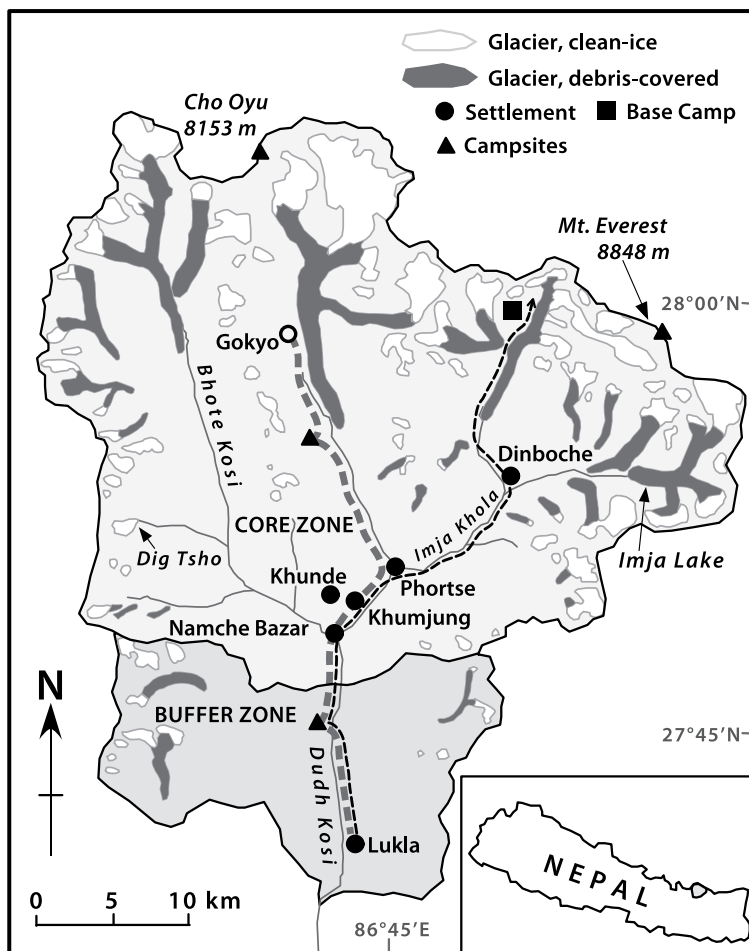 Glacier, clean-ice
Glacier, debris-covered
Settlement
Base Camp
Campsites
Cho Oyu
8153 m
Mt. Everest
8848 m
28°00'N
Gokyo
Bhote Kosi
Dinboche
CORE ZONE
Imja Khola
Dig Tsho
Imja Lake
Khunde
Phortse
Khumjung
Namche Bazar
N
BUFFER ZONE
27°45'N
Dudh Kosi
Lukla
NEPAL
0 5 10 km
86°45'E